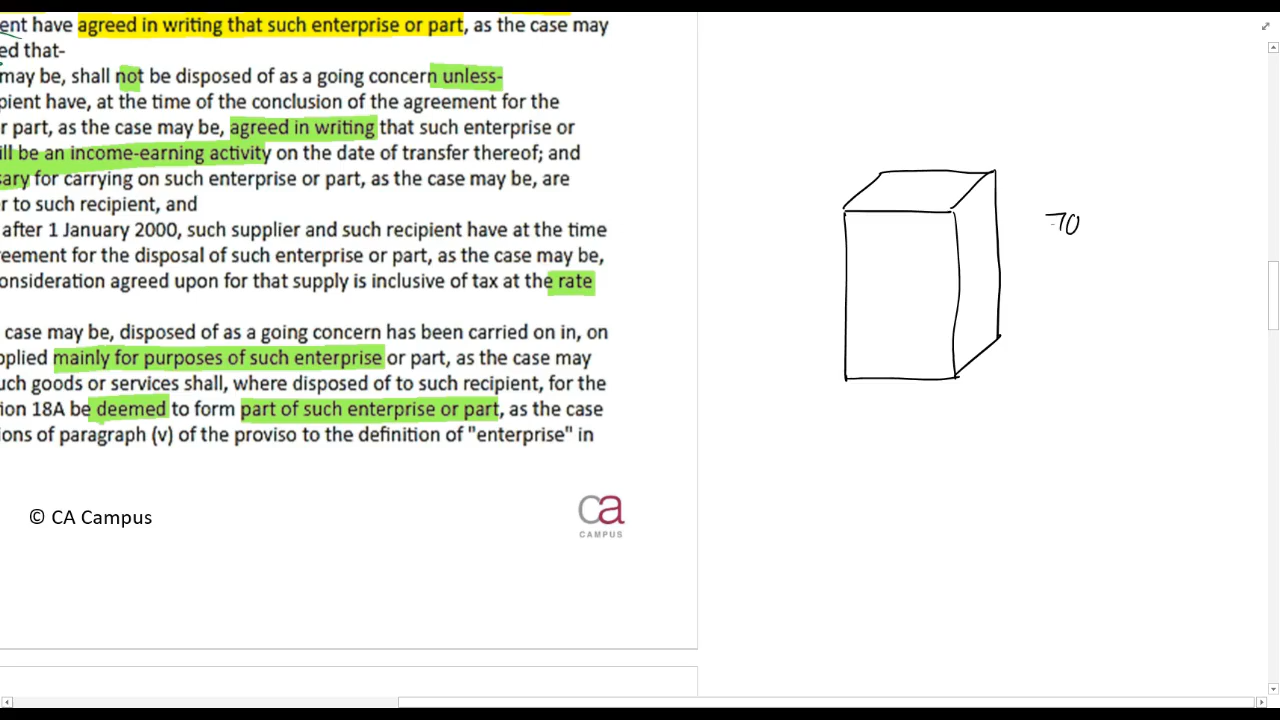 ent have agreed in writing that such enterprise or part, as the case may
ed that-
may be, shall not be disposed of as a going concern unless-
pient have, at the time of the conclusion of the agreement for the
r part, as the case may be, agreed in writing that such enterprise or
ill be an income-earning activity on the date of transfer thereof; and
sary for carrying on such enterprise or part, as the case may be, are
er to such recipient, and
after 1 January 2000, such supplier and such recipient have at the time
reement for the disposal of such enterprise or part, as the case may be,
onsideration agreed upon for that supply is inclusive of tax at the rate
case may be, disposed of as a going concern has been carried on in, on
pplied mainly for purposes of such enterprise or part, as the case may
uch goods or services shall, where disposed of to such recipient, for the
ion 18A be deemed to form part of such enterprise or part, as the case
ions of paragraph (v) of the proviso to the definition of "enterprise" in
© CA Campus
ca
CAMPUS
70